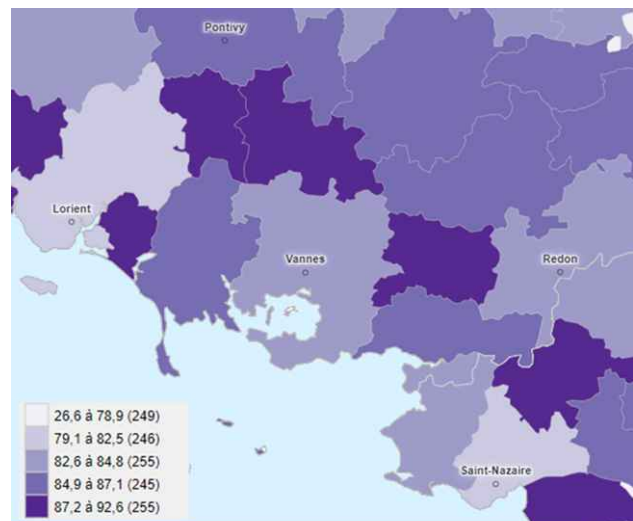 Pontivy
Lorient
Vannes
Redon
Saint-Nazaire
26,6 à 78,9 (249)
79,1 à 82,5 (246)
82,6 à 84,8 (255)
84,9 à 87,1 (245)
87,2 à 92,6 (255)